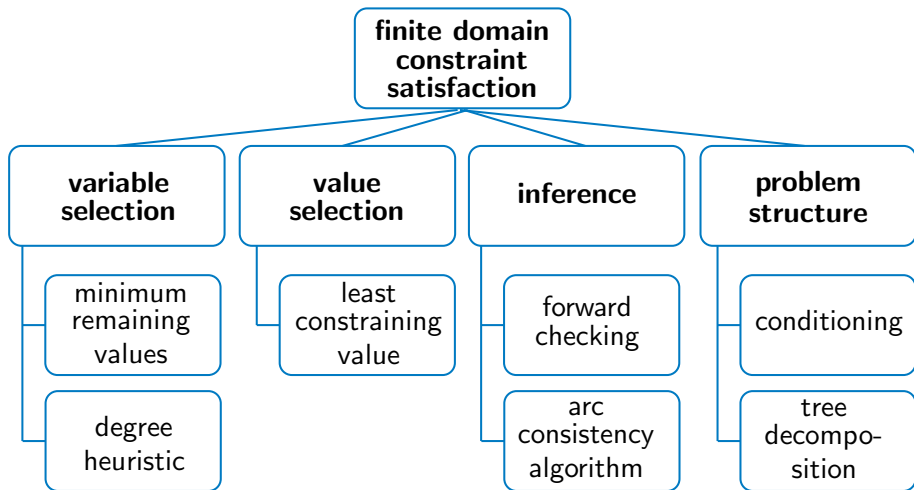 finite domain
constraint
satisfaction
variable
selection
value
selection
inference
problem
structure
minimum
remaining
values
least
constraining
value
forward
checking
conditioning
degree
heuristic
arc
consistency
algorithm
tree
decompo-
sition